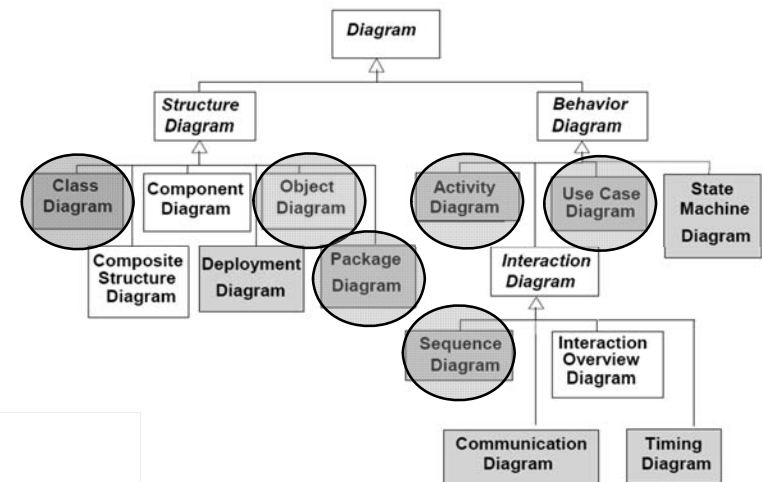 Diagram
Structure
Diagram
Behavior
Diagram
Class
Diagram
Component
Diagram
Object
Diagram
Activity
Diagram
Use Case
Diagram
State
Machine
Diagram
Composite
Structure
Diagram
Deployment
Diagram
Package
Diagram
Interaction
Diagram
Sequence
Diagram
Interaction
Overview
Diagram
Communication
Diagram
Timing
Diagram